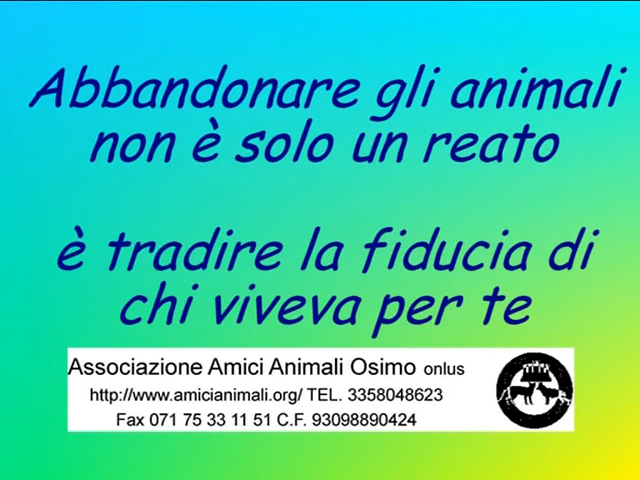 Abbandonare gli animali
non è solo un reato
è tradire la fiducia di
chi viveva per te
Associazione Amici Animali Osimo onlus
http://www.amicianimali.org/ TEL. 3358048623
Fax 071 75 33 11 51 C.F. 93098890424